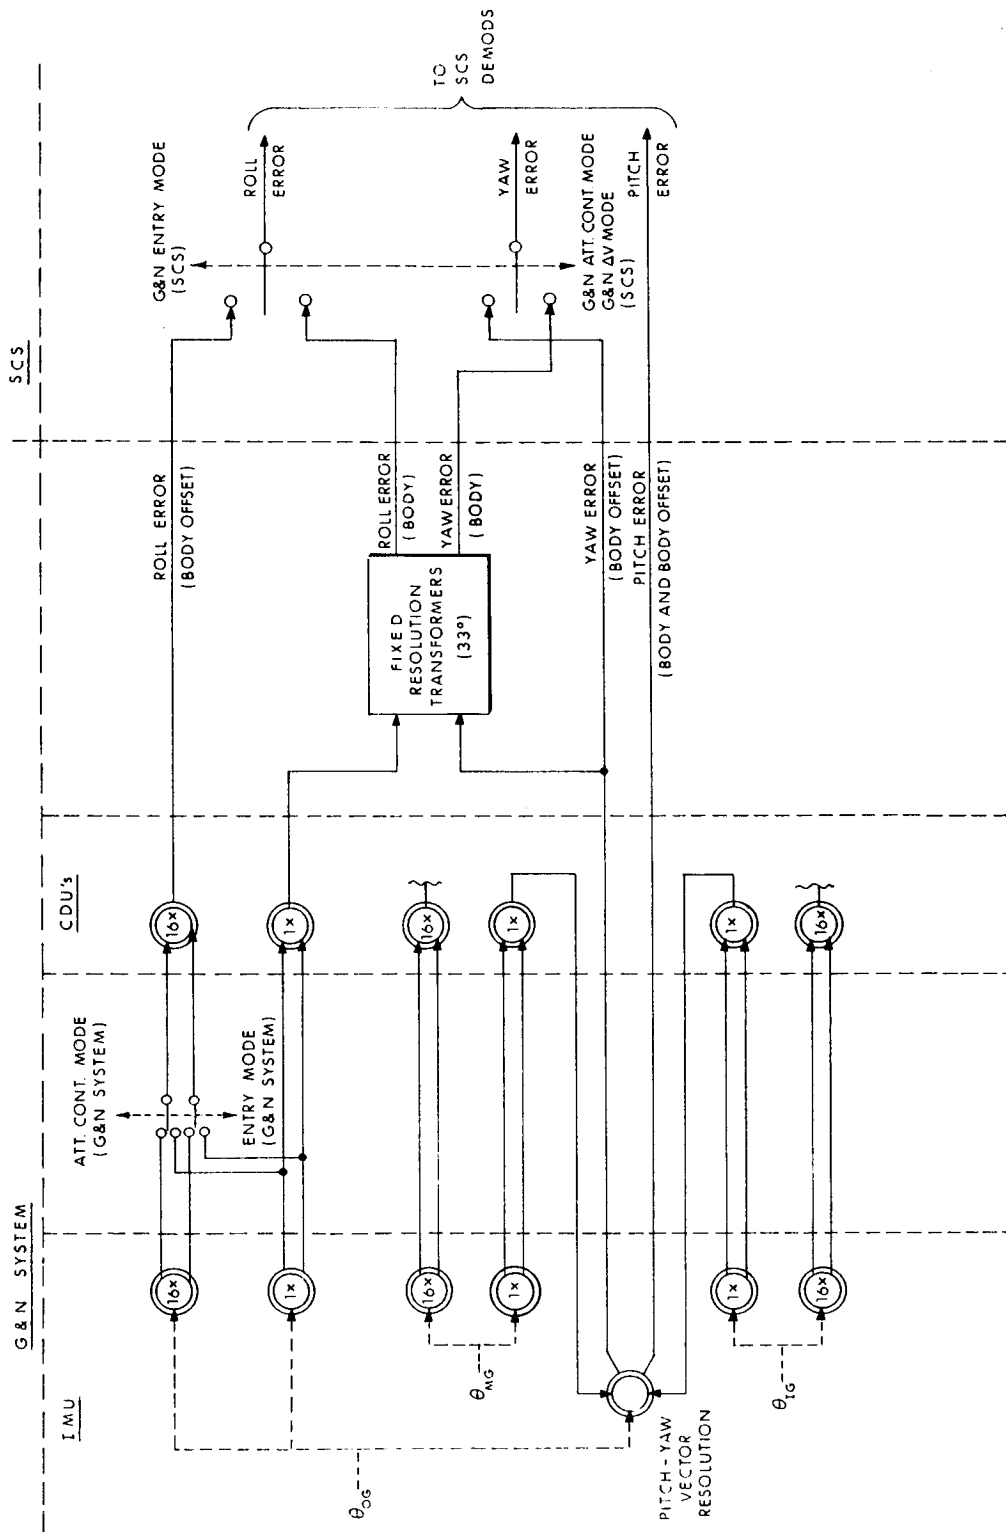 G & N SYSTEM
SCS
IMU
CDU's
ATT. CONT. MODE
(G&N SYSTEM)
ENTRY MODE
(G&N SYSTEM)
16x
16x
1x
1x
16x
16x
1x
1x
1x
1x
16x
16x
θOG
θMG
θIG
PITCH - YAW
VECTOR
RESOLUTION
FIXED
RESOLUTION
TRANSFORMERS
(33°)
ROLL ERROR
(BODY OFFSET)
ROLL ERROR
(BODY)
YAW ERROR
(BODY)
YAW ERROR
(BODY OFFSET)
PITCH ERROR
(BODY AND BODY OFFSET)
G&N ENTRY MODE
(SCS)
ROLL
ERROR
YAW
ERROR
G&N ATT. CONT MODE
G&N ΔV MODE
(SCS)
PITCH
ERROR
TO
SCS
DEMODS